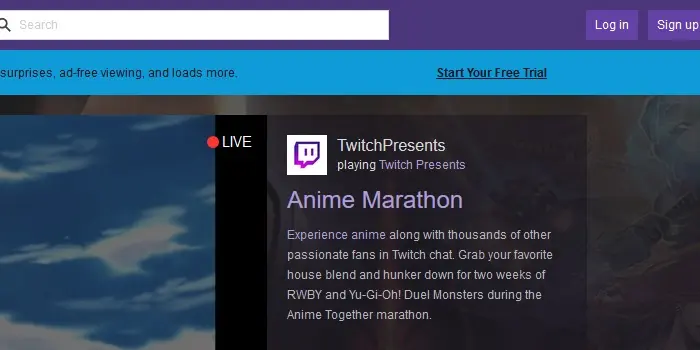 Search
Log in
Sign up
surprises, ad-free viewing, and loads more.
Start Your Free Trial
LIVE
TwitchPresents
playing Twitch Presents
Anime Marathon
Experience anime along with thousands of other
passionate fans in Twitch chat. Grab your favorite
house blend and hunker down for two weeks of
RWBY and Yu-Gi-Oh! Duel Monsters during the
Anime Together marathon.